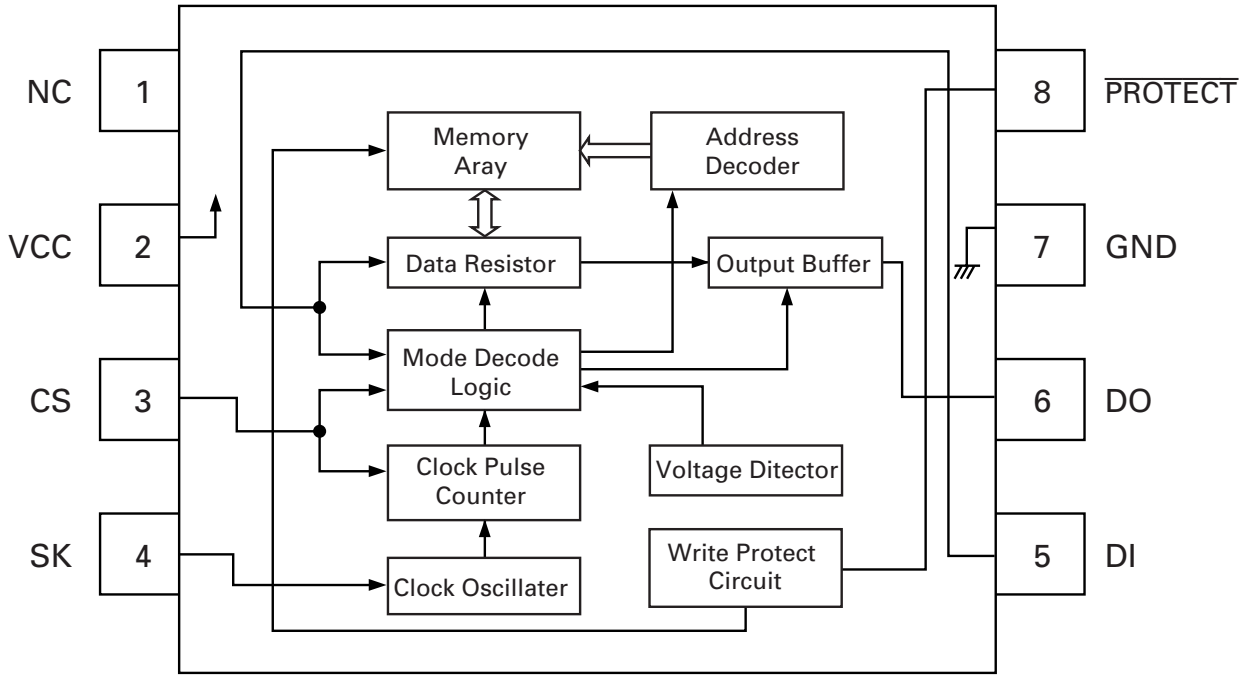 NC
1
VCC
2
CS
3
SK
4
Memory
Aray
Address
Decoder
Data Resistor
Output Buffer
Mode Decode
Logic
Clock Pulse
Counter
Voltage Ditector
Write Protect
Circuit
Clock Oscillater
8
PROTECT
7
GND
6
DO
5
DI